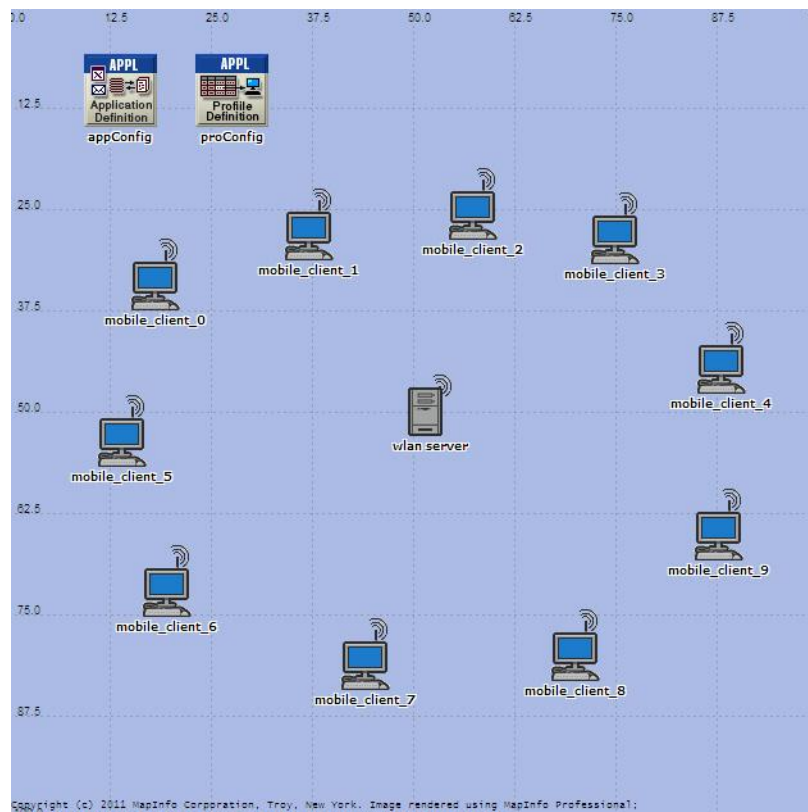 0.0 12.5 25.0 37.5 50.0 62.5 75.0 87.5
APPL
Application
Definition
appConfig
APPL
Profiile
Definition
proConfig
12.5
25.0
mobile_client_1
mobile_client_2
mobile_client_3
mobile_client_0
37.5
mobile_client_4
50.0
wlan server
mobile_client_5
62.5
mobile_client_9
75.0
mobile_client_6
mobile_client_7
mobile_client_8
87.5
Copyright (c) 2011 MapInfo Corporation, Troy, New York. Image rendered using MapInfo Professional;